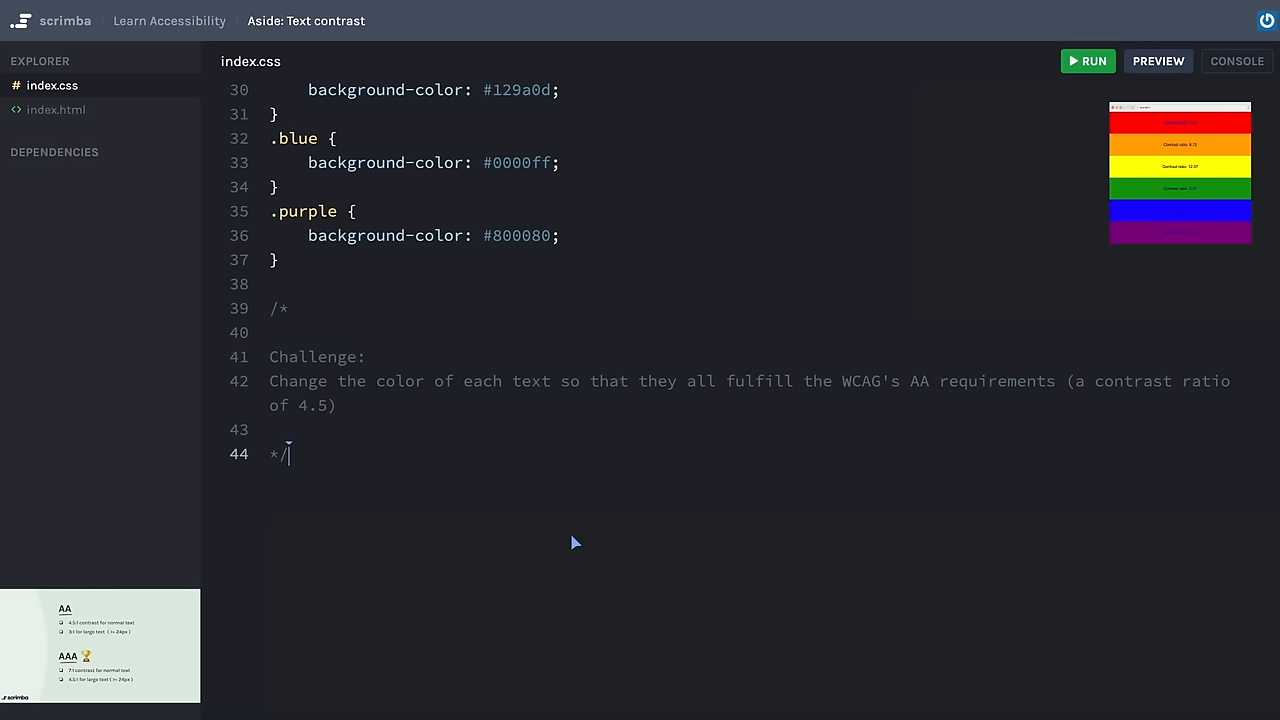 scrimba / Learn Accessibility / Aside: Text contrast
EXPLORER
# index.css
<> index.html
DEPENDENCIES
index.css
RUN
PREVIEW
CONSOLE
30 background-color: #129a0d;
31 }
32 .blue {
33 background-color: #0000ff;
34 }
35 .purple {
36 background-color: #800080;
37 }
38
39 /*
40
41 Challenge:
42 Change the color of each text so that they all fulfill the WCAG's AA requirements (a contrast ratio
of 4.5)
43
44 */
AA
4.5:1 contrast for normal text
3:1 for large text ( >= 24px )
AAA 🏆
7:1 contrast for normal text
4.5:1 for large text ( >= 24px )
scrimba